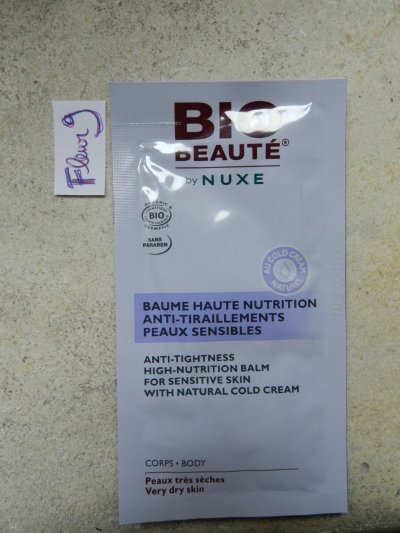 Fleur9
BIO
BEAUTÉ®
by NUXE
BIO
SANS
PARABEN
AU COLD CREAM
NATUREL
BAUME HAUTE NUTRITION
ANTI-TIRAILLEMENTS
PEAUX SENSIBLES
ANTI-TIGHTNESS
HIGH-NUTRITION BALM
FOR SENSITIVE SKIN
WITH NATURAL COLD CREAM
CORPS • BODY
Peaux très sèches
Very dry skin